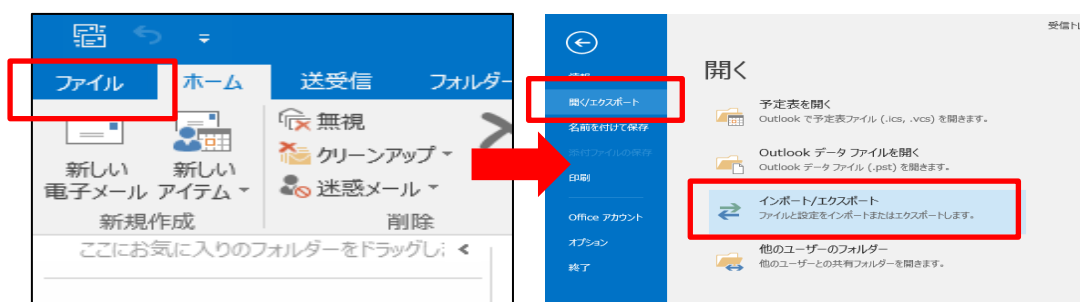 ファイル ホーム 送受信 フォルダー
新しい
電子メール
新しい
アイテム
無視
クリーンアップ
迷惑メール
新規作成
削除
ここにお気に入りのフォルダーをドラッグし
受信トレ
開く
情報
開く/エクスポート
名前を付けて保存
添付ファイルの保存
印刷
Office アカウント
オプション
終了
予定表を開く
Outlook で予定表ファイル (.ics, .vcs) を開きます。
Outlook データ ファイルを開く
Outlook データ ファイル (.pst) を開きます。
インポート/エクスポート
ファイルと設定をインポートまたはエクスポートします。
他のユーザーのフォルダー
他のユーザーとの共有フォルダーを開きます。